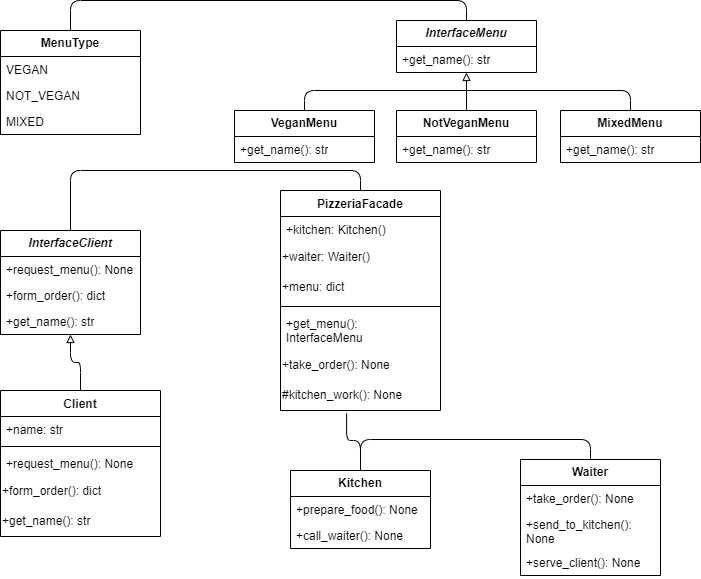 MenuType
VEGAN
NOT_VEGAN
MIXED
InterfaceMenu
+get_name(): str
VeganMenu
+get_name(): str
NotVeganMenu
+get_name(): str
MixedMenu
+get_name(): str
InterfaceClient
+request_menu(): None
+form_order(): dict
+get_name(): str
PizzeriaFacade
+kitchen: Kitchen()
+waiter: Waiter()
+menu: dict
+get_menu():
InterfaceMenu
+take_order(): None
#kitchen_work(): None
Client
+name: str
+request_menu(): None
+form_order(): dict
+get_name(): str
Kitchen
+prepare_food(): None
+call_waiter(): None
Waiter
+take_order(): None
+send_to_kitchen():
None
+serve_client(): None